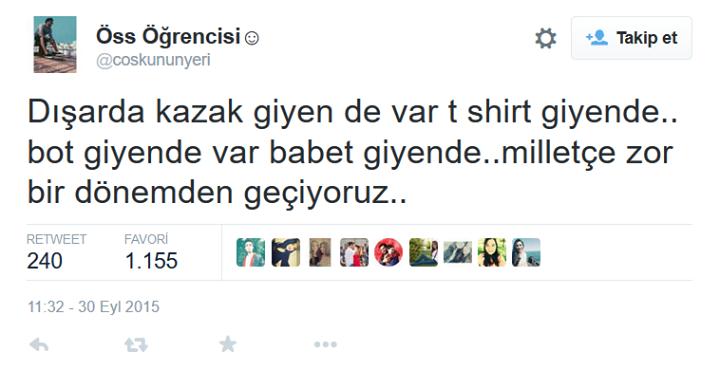 Öss Öğrencisi☺
@coskununyeri
Takip et
Dışarda kazak giyen de var t shirt giyende..
bot giyende var babet giyende..milletçe zor
bir dönemden geçiyoruz..
RETWEET FAVORİ
240 1.155
11:32 - 30 Eyl 2015